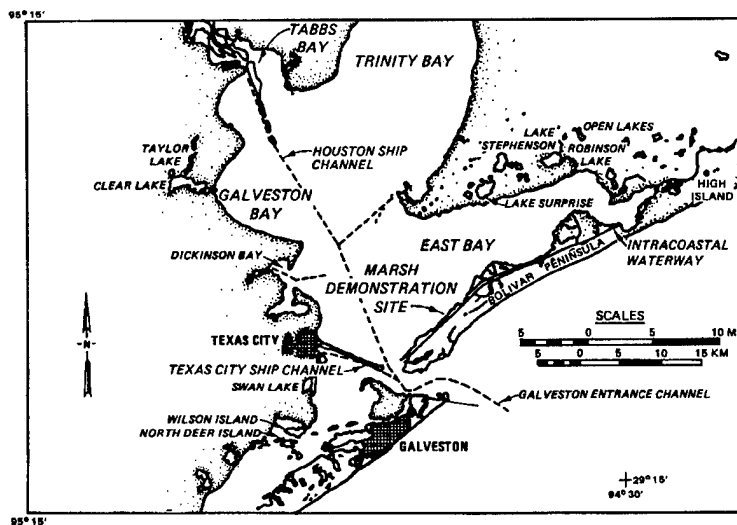 95°15'
TABBS
BAY
TRINITY BAY
HOUSTON SHIP
CHANNEL
TAYLOR
LAKE
CLEAR LAKE
GALVESTON
BAY
LAKE
STEPHENSON
OPEN LAKES
ROBINSON
LAKE
HIGH
ISLAND
LAKE SURPRISE
EAST BAY
INTRACOASTAL
WATERWAY
DICKINSON BAY
MARSH
DEMONSTRATION
SITE
BOLIVAR PENINSULA
SCALES
5 0 5 10 M
5 0 5 10 15 KM
N
TEXAS CITY
TEXAS CITY SHIP
CHANNEL
SWAN LAKE
GALVESTON ENTRANCE CHANNEL
WILSON ISLAND
NORTH DEER ISLAND
GALVESTON
29°15'
94°30'
95°15'